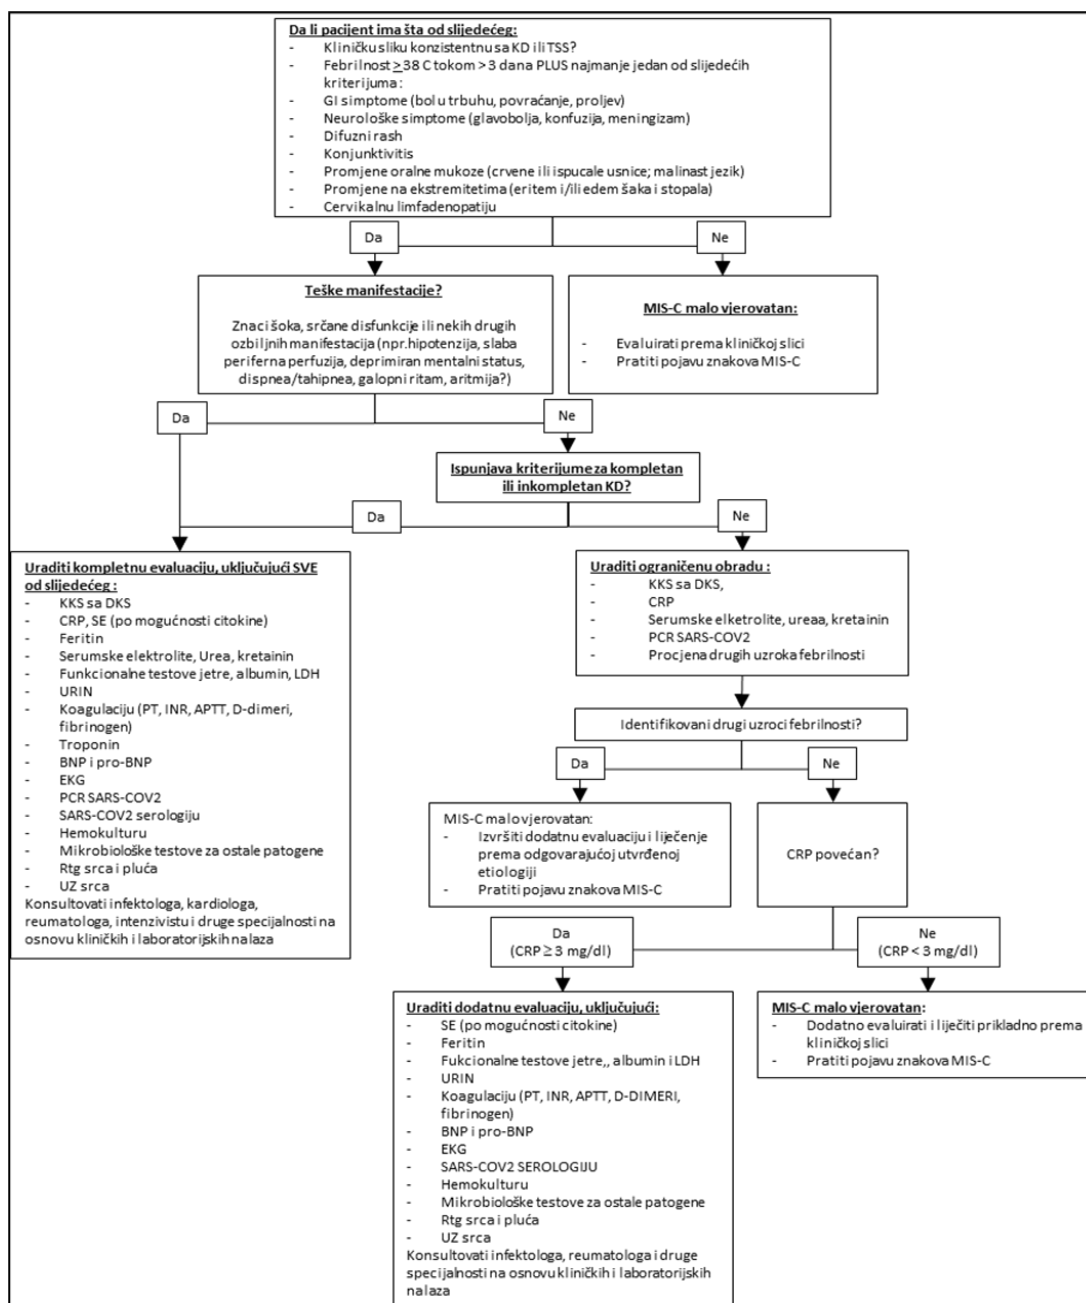 Da li pacijent ima šta od slijedećeg:
- Kliničku sliku konzistentnu sa KD ili TSS?
- Febrilnost ≥38 C tokom > 3 dana PLUS najmanje jedan od slijedećih
kriterijuma :
- GI simptome (bol u trbuhu, povraćanje, proljev)
- Neurološke simptome (glavobolja, konfuzija, meningizam)
- Difuzni rash
- Konjunktivitis
- Promjene oralne mukoze (crvene ili ispucale usnice; malinast jezik)
- Promjene na ekstremitetima (eritem i/ili edem šaka i stopala)
- Cervikalnu limfadenopatiju
Da
Ne
Teške manifestacije?
Znaci šoka, srčane disfunkcije ili nekih drugih
ozbiljnih manifestacija (npr.hipotenzija, slaba
periferna perfuzija, deprimiran mentalni status,
dispnea/tahipnea, galopni ritam, aritmija?)
MIS-C malo vjerovatan:
- Evaluirati prema kliničkoj slici
- Pratiti pojavu znakova MIS-C
Da
Ne
Ispunjava kriterijume za kompletan
ili inkompletan KD?
Da
Ne
Uraditi kompletnu evaluaciju, uključujući SVE
od slijedećeg :
- KKS sa DKS
- CRP, SE (po mogućnosti citokine)
- Feritin
- Serumske elektrolite, Urea, kretainin
- Funkcionalne testove jetre, albumin, LDH
- URIN
- Koagulaciju (PT, INR, APTT, D-dimeri,
fibrinogen)
- Troponin
- BNP i pro-BNP
- EKG
- PCR SARS-COV2
- SARS-COV2 serologiju
- Hemokulturu
- Mikrobiološke testove za ostale patogene
- Rtg srca i pluća
- UZ srca
Konsultovati infektologa, kardiologa,
reumatologa, intenzivistu i druge specijalnosti na
osnovu kliničkih i laboratorijskih nalaza
Uraditi ograničenu obradu :
- KKS sa DKS,
- CRP
- Serumske elketrolite, ureaa, kretainin
- PCR SARS-COV2
- Procjena drugih uzroka febrilnosti
Identifikovani drugi uzroci febrilnosti?
Da
Ne
MIS-C malo vjerovatan:
- Izvršiti dodatnu evaluaciju i liječenje
prema odgovarajućoj utvrđenoj
etiologiji
- Pratiti pojavu znakova MIS-C
CRP povećan?
Da
(CRP ≥ 3 mg/dl)
Ne
(CRP < 3 mg/dl)
Uraditi dodatnu evaluaciju, uključujući:
- SE (po mogućnosti citokine)
- Feritin
- Fukcionalne testove jetre,, albumin i LDH
- URIN
- Koagulaciju (PT, INR, APTT, D-DIMERI,
fibrinogen)
- BNP i pro-BNP
- EKG
- SARS-COV2 SEROLOGIJU
- Hemokulturu
- Mikrobiološke testove za ostale patogene
- Rtg srca i pluća
- UZ srca
Konsultovati infektologa, reumatologa i druge
specijalnosti na osnovu kliničkih i laboratorijskih
nalaza
MIS-C malo vjerovatan:
- Dodatno evaluirati i liječiti prikladno prema
kliničkoj slici
- Pratiti pojavu znakova MIS-C